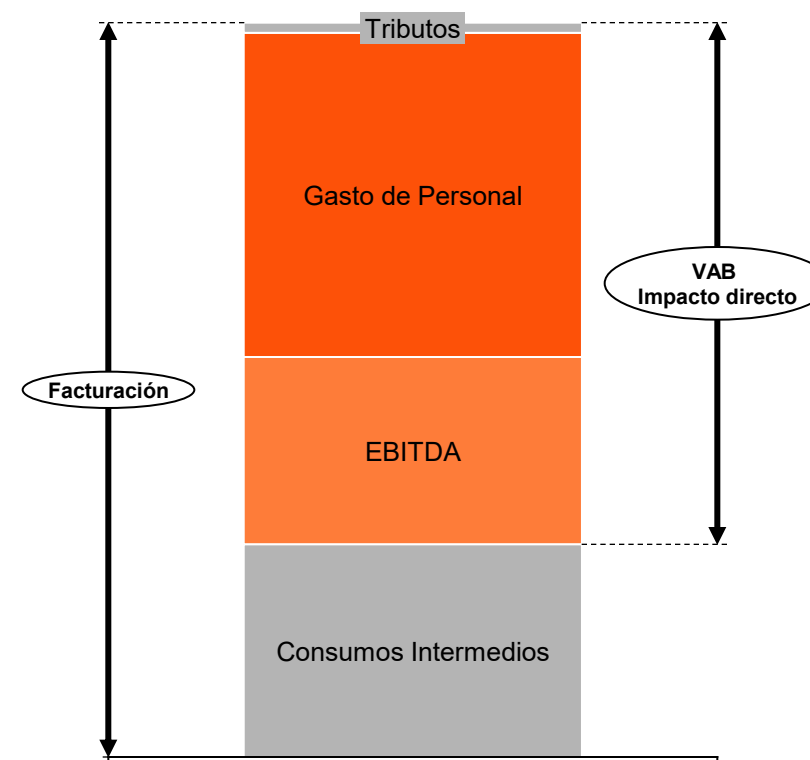 Tributos
Gasto de Personal
VAB
Impacto directo
Facturación
EBITDA
Consumos Intermedios